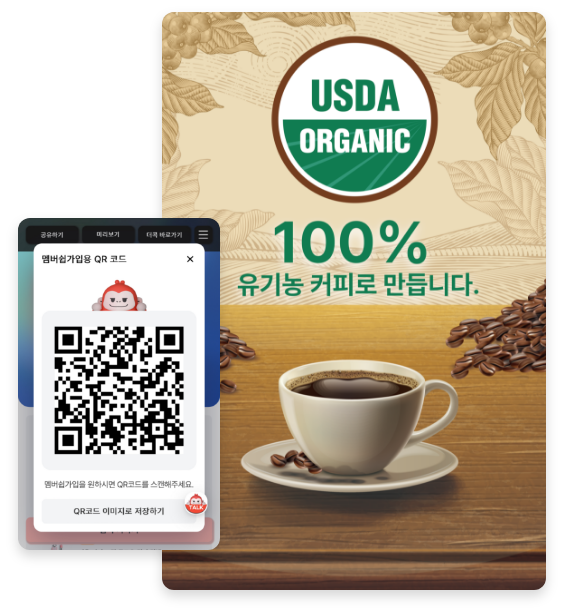 USDA
ORGANIC
100%
유기농 커피로 만듭니다.
공유하기
미리보기
티콕 바로가기
멤버쉽가입용 QR 코드
멤버쉽가입을 원하시면 QR코드를 스캔해주세요.
TALK
QR코드 이미지로 저장하기